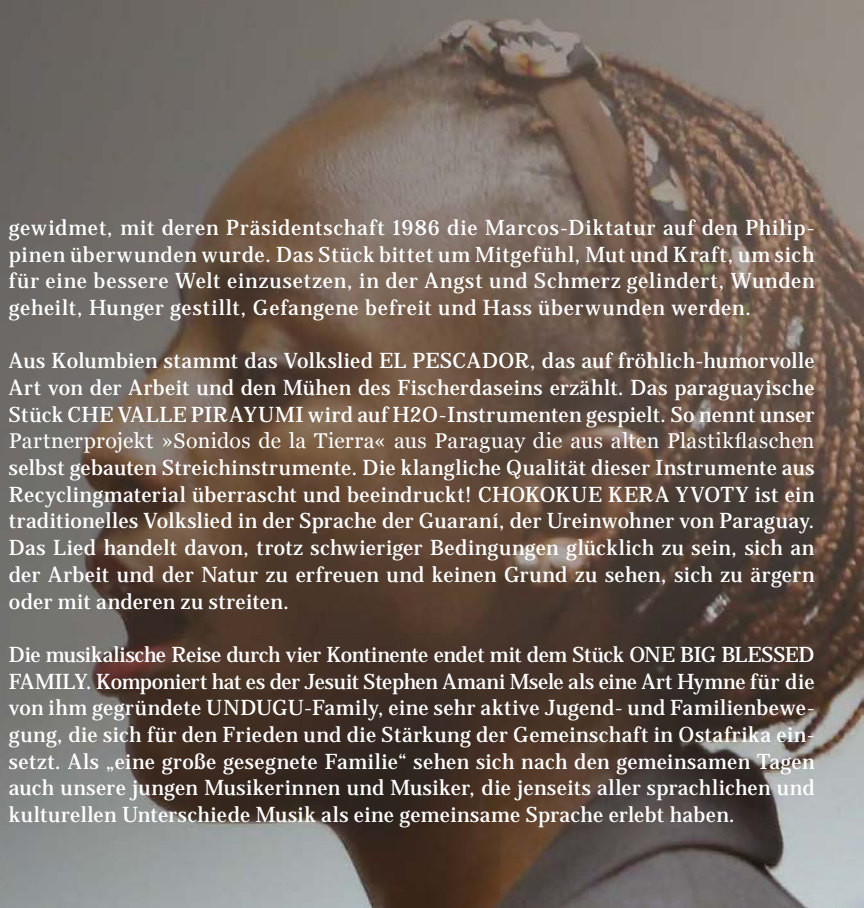 gewidmet, mit deren Präsidentschaft 1986 die Marcos-Diktatur auf den Philip-
pinen überwunden wurde. Das Stück bittet um Mitgefühl, Mut und Kraft, um sich
für eine bessere Welt einzusetzen, in der Angst und Schmerz gelindert, Wunden
geheilt, Hunger gestillt, Gefangene befreit und Hass überwunden werden.
Aus Kolumbien stammt das Volkslied EL PESCADOR, das auf fröhlich-humorvolle
Art von der Arbeit und den Mühen des Fischerdaseins erzählt. Das paraguayische
Stück CHE VALLE PIRAYUMI wird auf H2O-Instrumenten gespielt. So nennt unser
Partnerprojekt »Sonidos de la Tierra« aus Paraguay die aus alten Plastikflaschen
selbst gebauten Streichinstrumente. Die klangliche Qualität dieser Instrumente aus
Recyclingmaterial überrascht und beeindruckt! CHOKOKUE KERA YVOTY ist ein
traditionelles Volkslied in der Sprache der Guaraní, der Ureinwohner von Paraguay.
Das Lied handelt davon, trotz schwieriger Bedingungen glücklich zu sein, sich an
der Arbeit und der Natur zu erfreuen und keinen Grund zu sehen, sich zu ärgern
oder mit anderen zu streiten.
Die musikalische Reise durch vier Kontinente endet mit dem Stück ONE BIG BLESSED
FAMILY. Komponiert hat es der Jesuit Stephen Amani Msele als eine Art Hymne für die
von ihm gegründete UNDUGU-Family, eine sehr aktive Jugend- und Familienbewe-
gung, die sich für den Frieden und die Stärkung der Gemeinschaft in Ostafrika ein-
setzt. Als „eine große gesegnete Familie“ sehen sich nach den gemeinsamen Tagen
auch unsere jungen Musikerinnen und Musiker, die jenseits aller sprachlichen und
kulturellen Unterschiede Musik als eine gemeinsame Sprache erlebt haben.